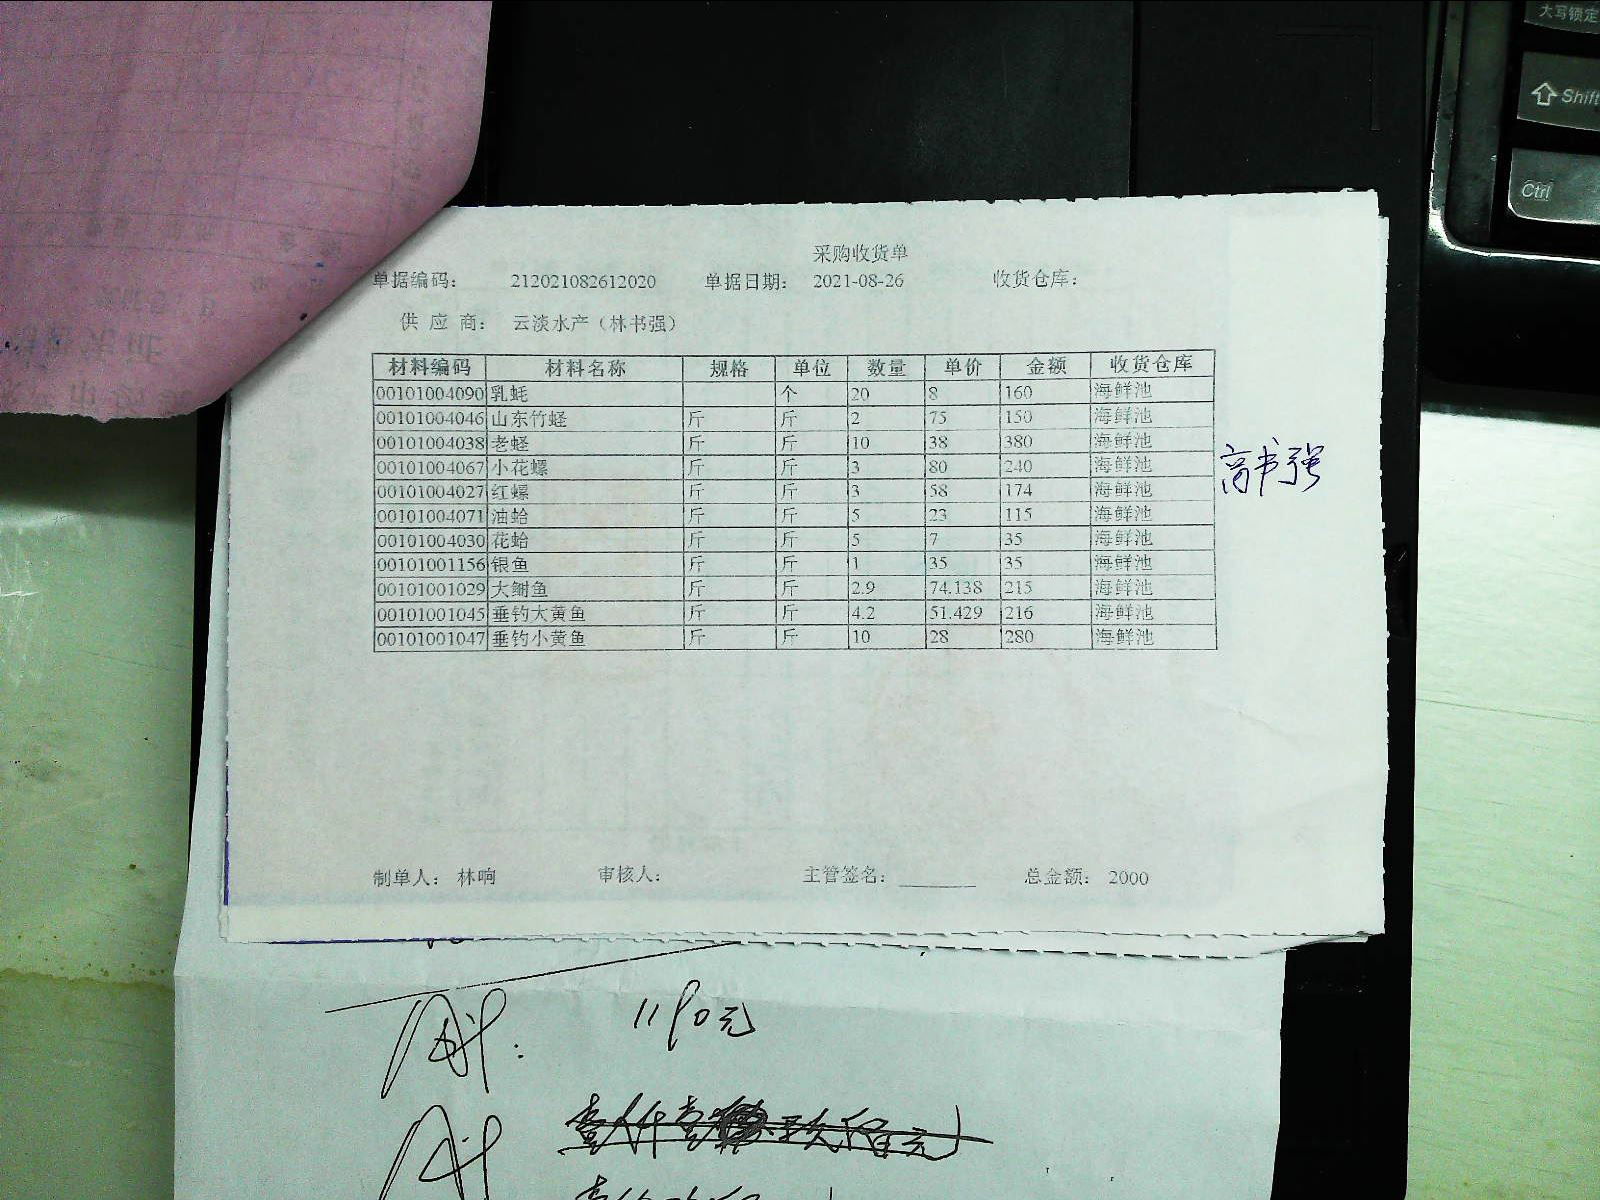 大写锁定
Shift
Ctrl
采购收货单
单据编码： 212021082612020 单据日期： 2021-08-26 收货仓库：
供 应 商： 云淡水产（林书强）
材料编码 材料名称 规格 单位 数量 单价 金额 收货仓库
00101004090 乳蚝 个 20 8 160 海鲜池
00101004046 山东竹蛏 斤 斤 2 75 150 海鲜池
00101004038 老蛏 斤 斤 10 38 380 海鲜池
00101004067 小花螺 斤 斤 3 80 240 海鲜池
00101004027 红螺 斤 斤 3 58 174 海鲜池
00101004071 油蛤 斤 斤 5 23 115 海鲜池
00101004030 花蛤 斤 斤 5 7 35 海鲜池
00101001156 银鱼 斤 斤 1 35 35 海鲜池
00101001029 大鲥鱼 斤 斤 2.9 74.138 215 海鲜池
00101001045 垂钓大黄鱼 斤 斤 4.2 51.429 216 海鲜池
00101001047 垂钓小黄鱼 斤 斤 10 28 280 海鲜池
高书强
制单人： 林响 审核人： 主管签名： 总金额： 2000
1190元